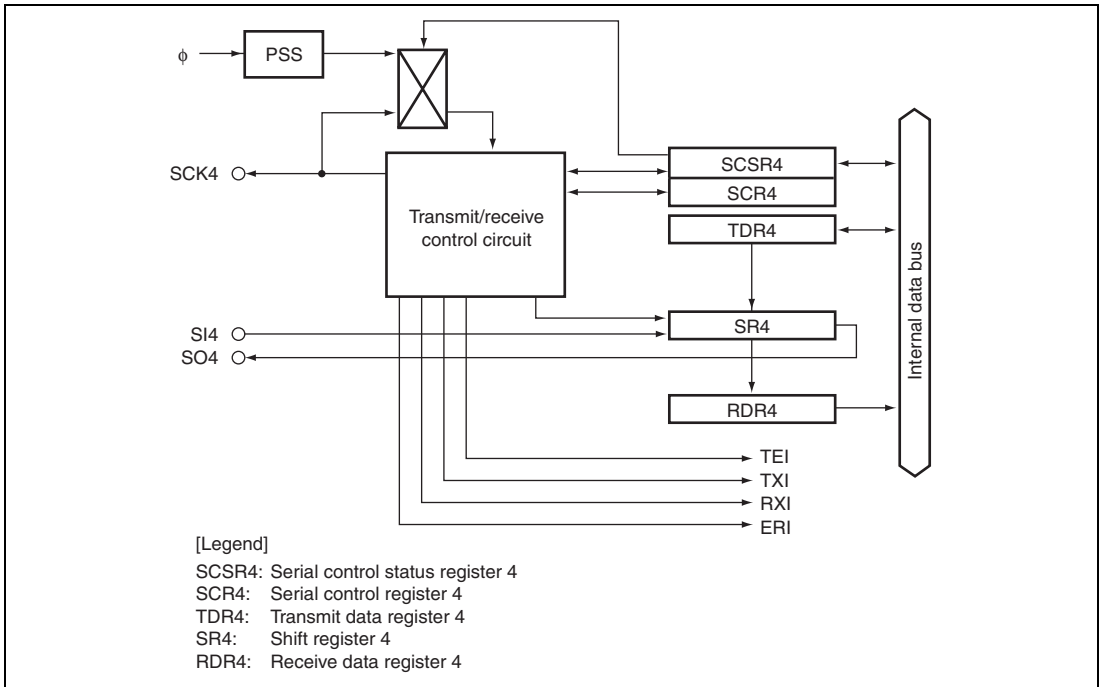 ϕ
PSS
SCK4
Transmit/receive
control circuit
SCSR4
SCR4
TDR4
SI4
SO4
SR4
RDR4
Internal data bus
TEI
TXI
RXI
ERI
[Legend]
SCSR4: Serial control status register 4
SCR4: Serial control register 4
TDR4: Transmit data register 4
SR4: Shift register 4
RDR4: Receive data register 4